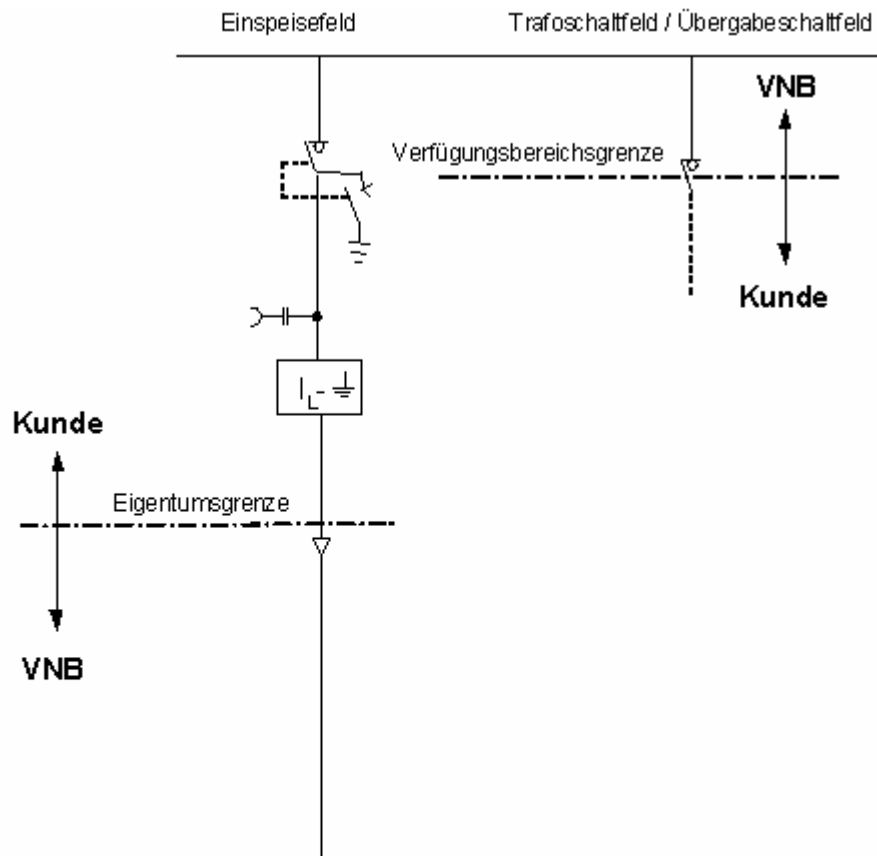 Einspeisefeld
Trafoschaltfeld / Übergabeschaltfeld
VNB
Verfügungsbereichsgrenze
Kunde
I L -
Kunde
Eigentumsgrenze
VNB